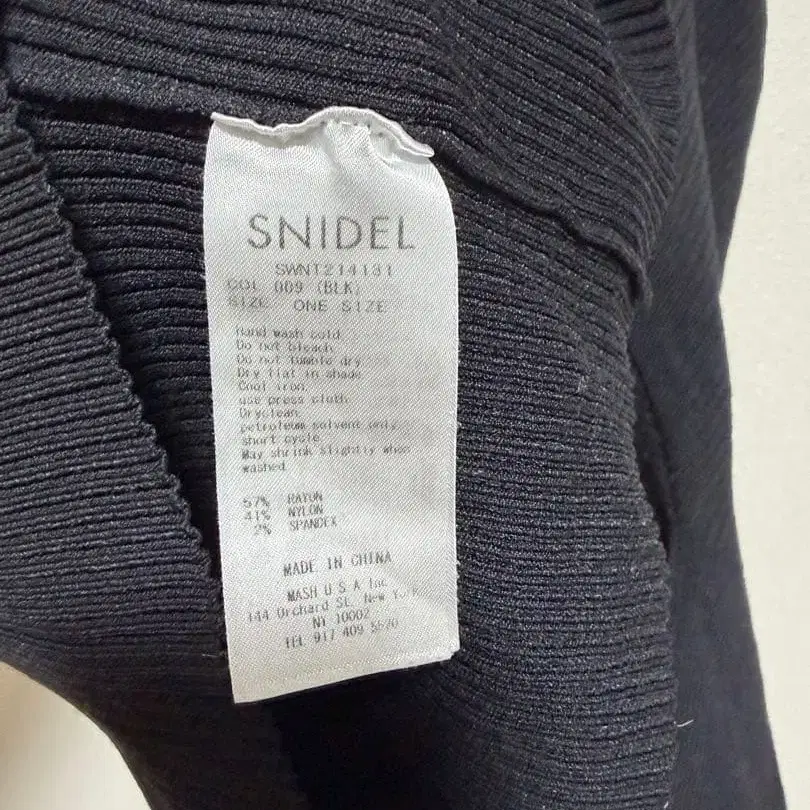 SNIDEL
SWNT214131
COL 009 (BLK)
SIZE ONE SIZE
Hand wash cold
Do not bleach
Do not tumble dry
Dry flat in shade
Cool iron
use press cloth
Dryclean
petroleum solvent only
short cycle
May shrink slightly when
washed
57% RAYON
41% NYLON
2% SPANDEX
MADE IN CHINA
MASH U S A Inc
144 Orchard St. New York
NY 10002
TEL 917 409 5520